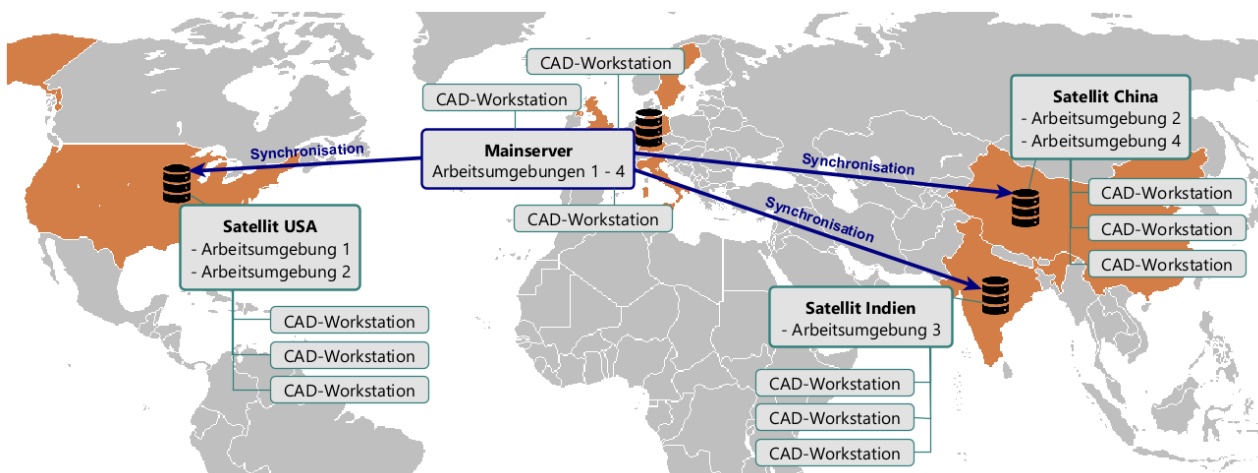 CAD-Workstation
CAD-Workstation
Mainserver
Arbeitsumgebungen 1 - 4
CAD-Workstation
Synchronisation
Satellit USA
- Arbeitsumgebung 1
- Arbeitsumgebung 2
CAD-Workstation
CAD-Workstation
CAD-Workstation
Synchronisation
Satellit China
- Arbeitsumgebung 2
- Arbeitsumgebung 4
CAD-Workstation
CAD-Workstation
CAD-Workstation
Synchronisation
Satellit Indien
- Arbeitsumgebung 3
CAD-Workstation
CAD-Workstation
CAD-Workstation